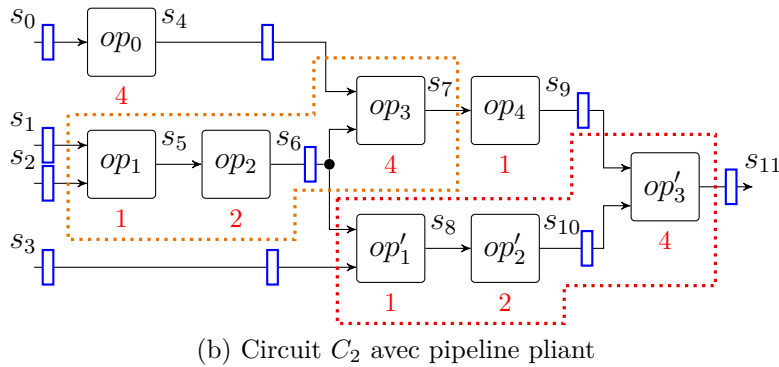 s₀ s₄
op₀
4
s₁ s₅ s₆ s₇ s₉
s₂ op₁ op₂ op₃ op₄ s₁₁
1 2 4 1
s₃ s₈ s₁₀ op′₃
op′₁ op′₂ 4
1 2
(b) Circuit C₂ avec pipeline pliant